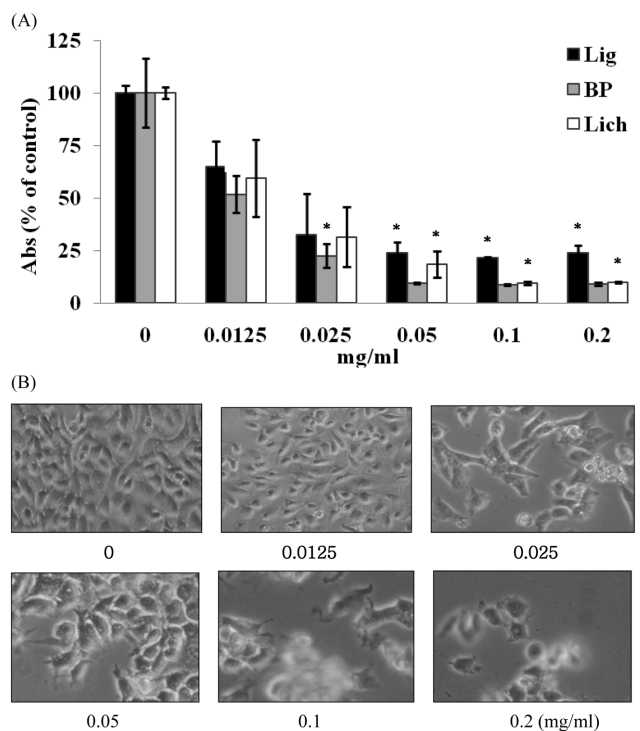 (A)
125
100
75
50
25
0
Abs (% of control)
Lig
BP
Lich
*
* *
* *
* *
0 0.0125 0.025 0.05 0.1 0.2
mg/ml
(B)
0 0.0125 0.025
0.05 0.1 0.2 (mg/ml)